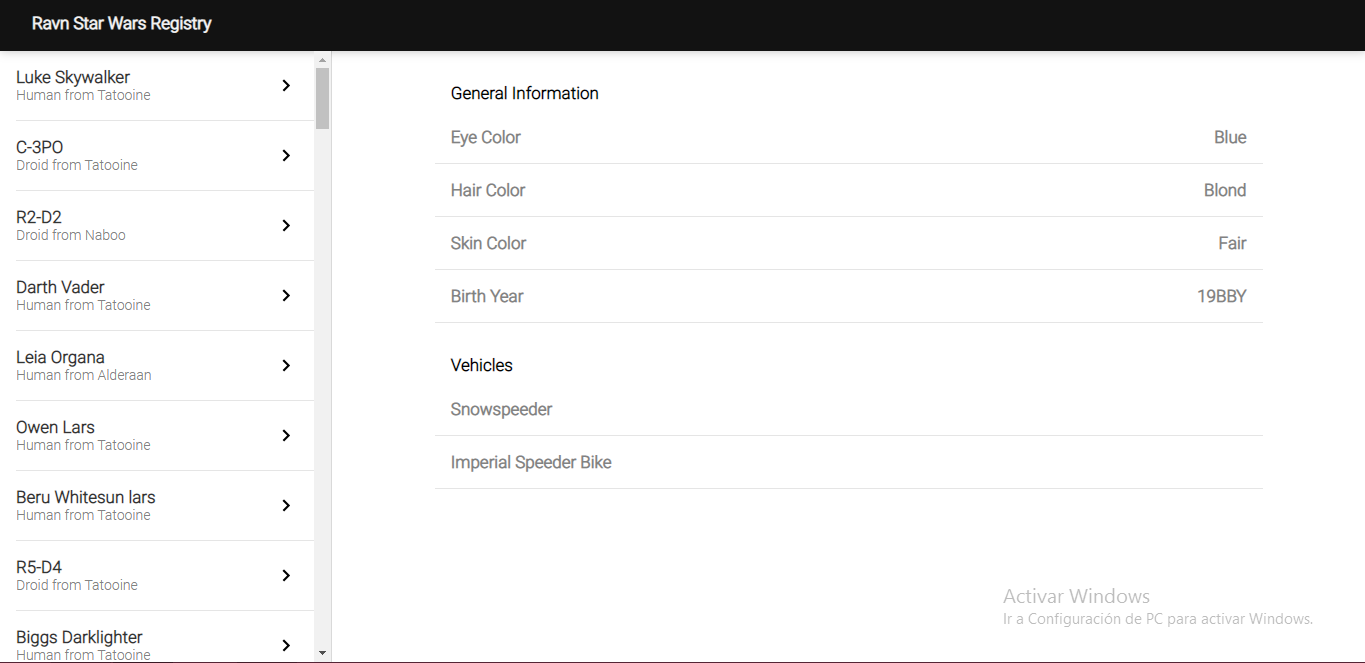 Ravn Star Wars Registry
Luke Skywalker
Human from Tatooine
C-3PO
Droid from Tatooine
R2-D2
Droid from Naboo
Darth Vader
Human from Tatooine
Leia Organa
Human from Alderaan
Owen Lars
Human from Tatooine
Beru Whitesun lars
Human from Tatooine
R5-D4
Droid from Tatooine
Biggs Darklighter
Human from Tatooine
General Information
Eye Color Blue
Hair Color Blond
Skin Color Fair
Birth Year 19BBY
Vehicles
Snowspeeder
Imperial Speeder Bike
Activar Windows
Ir a Configuración de PC para activar Windows.